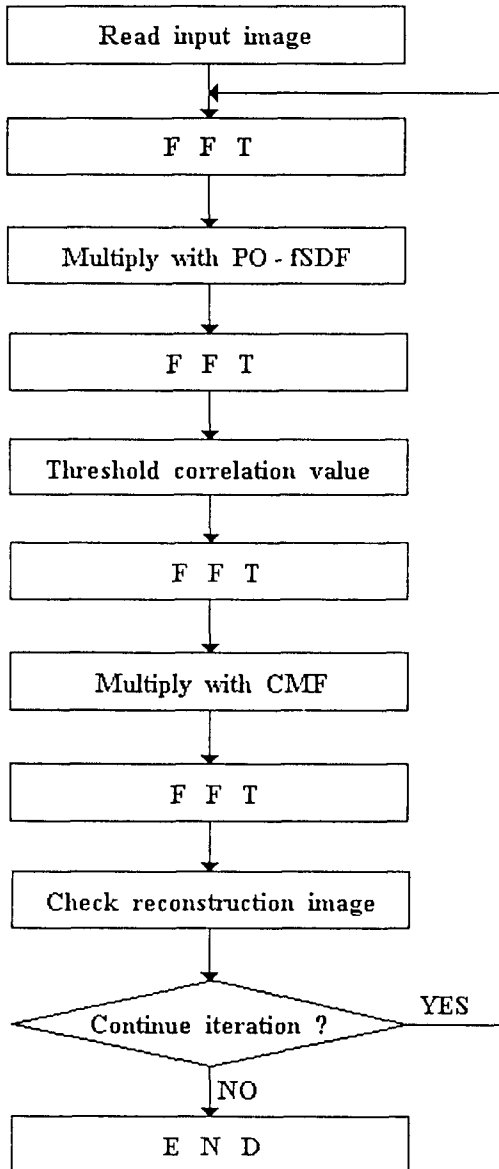 Read input image
F F T
Multiply with PO - fSDF
F F T
Threshold correlation value
F F T
Multiply with CMF
F F T
Check reconstruction image
Continue iteration ?
YES
NO
E N D